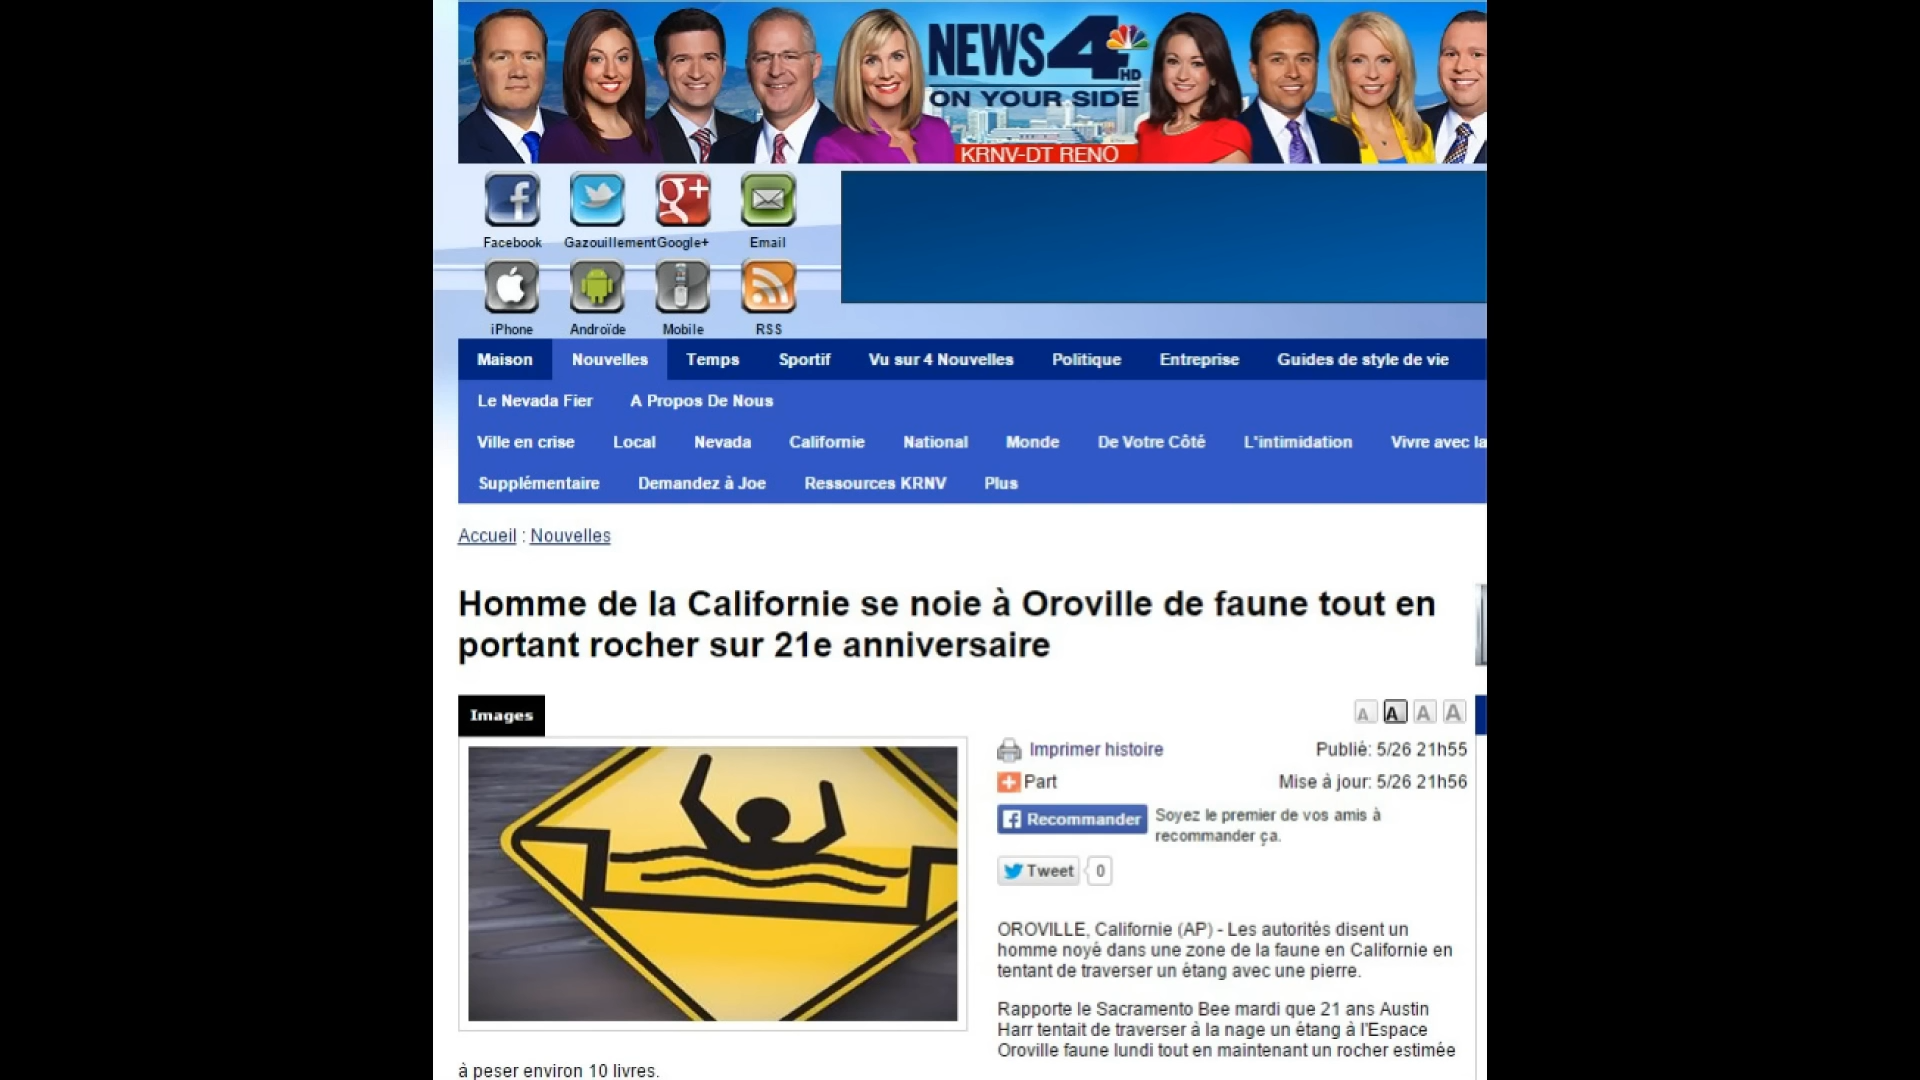 NEWS 4 HD
ON YOUR SIDE
KRNV-DT RENO
Facebook Gazouillement Google+ Email
iPhone Androïde Mobile RSS
Maison Nouvelles Temps Sportif Vu sur 4 Nouvelles Politique Entreprise Guides de style de vie
Le Nevada Fier A Propos De Nous
Ville en crise Local Nevada Californie National Monde De Votre Côté L'intimidation Vivre avec la
Supplémentaire Demandez à Joe Ressources KRNV Plus
Accueil : Nouvelles
Homme de la Californie se noie à Oroville de faune tout en
portant rocher sur 21e anniversaire
Images
A A A A
Imprimer histoire Publié: 5/26 21h55
Part Mise à jour: 5/26 21h56
Recommander Soyez le premier de vos amis à
recommander ça.
Tweet 0
OROVILLE, Californie (AP) - Les autorités disent un
homme noyé dans une zone de la faune en Californie en
tentant de traverser un étang avec une pierre.
Rapporte le Sacramento Bee mardi que 21 ans Austin
Harr tentait de traverser à la nage un étang à l'Espace
Oroville faune lundi tout en maintenant un rocher estimée
à peser environ 10 livres.